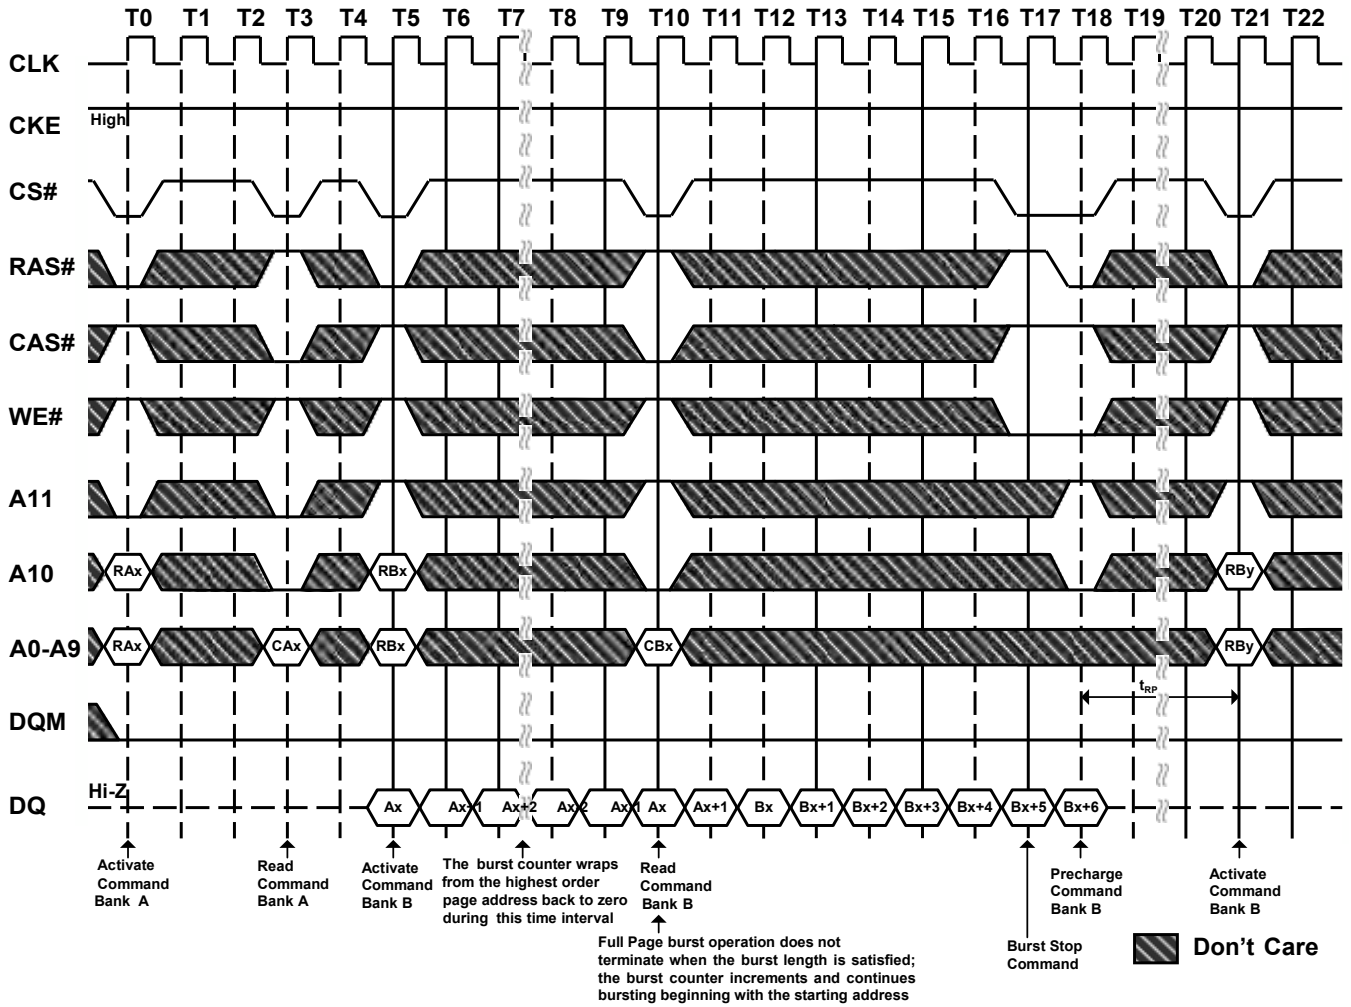 T0 T1 T2 T3 T4 T5 T6 T7 T8 T9 T10 T11 T12 T13 T14 T15 T16 T17 T18 T19 T20 T21 T22
CLK
CKE High
CS#
RAS#
CAS#
WE#
A11
A10 RAx RBx RBy
A0-A9 RAx CAx RBx CBx RBy
tRP
DQM
DQ Hi-Z Ax Ax+1 Ax+2 Ax-2 Ax-1 Ax Ax+1 Bx Bx+1 Bx+2 Bx+3 Bx+4 Bx+5 Bx+6
Activate
Command
Bank A
Read
Command
Bank A
Activate
Command
Bank B
The burst counter wraps
from the highest order
page address back to zero
during this time interval
Read
Command
Bank B
Full Page burst operation does not
terminate when the burst length is satisfied;
the burst counter increments and continues
bursting beginning with the starting address
Burst Stop
Command
Precharge
Command
Bank B
Activate
Command
Bank B
Don't Care